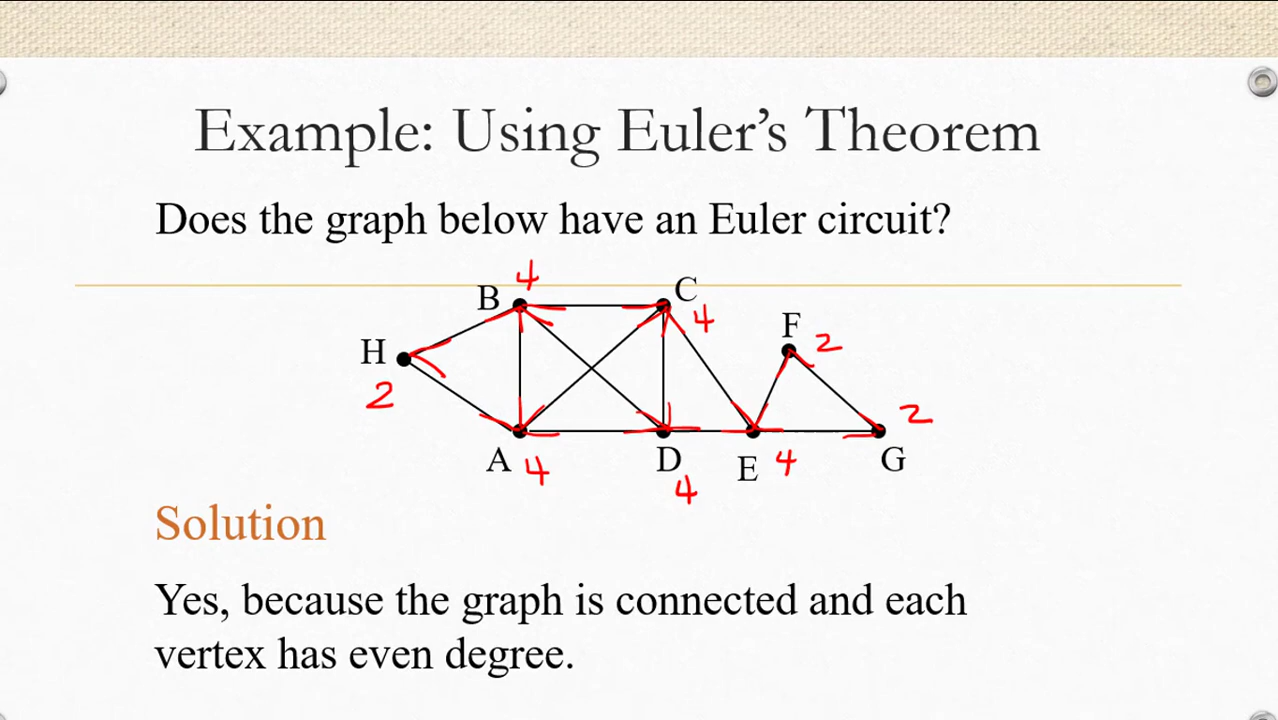 Example: Using Euler's Theorem
Does the graph below have an Euler circuit?
4
B
C
4
F
2
H
2
2
A 4
D
4
E 4
G
Solution
Yes, because the graph is connected and each
vertex has even degree.